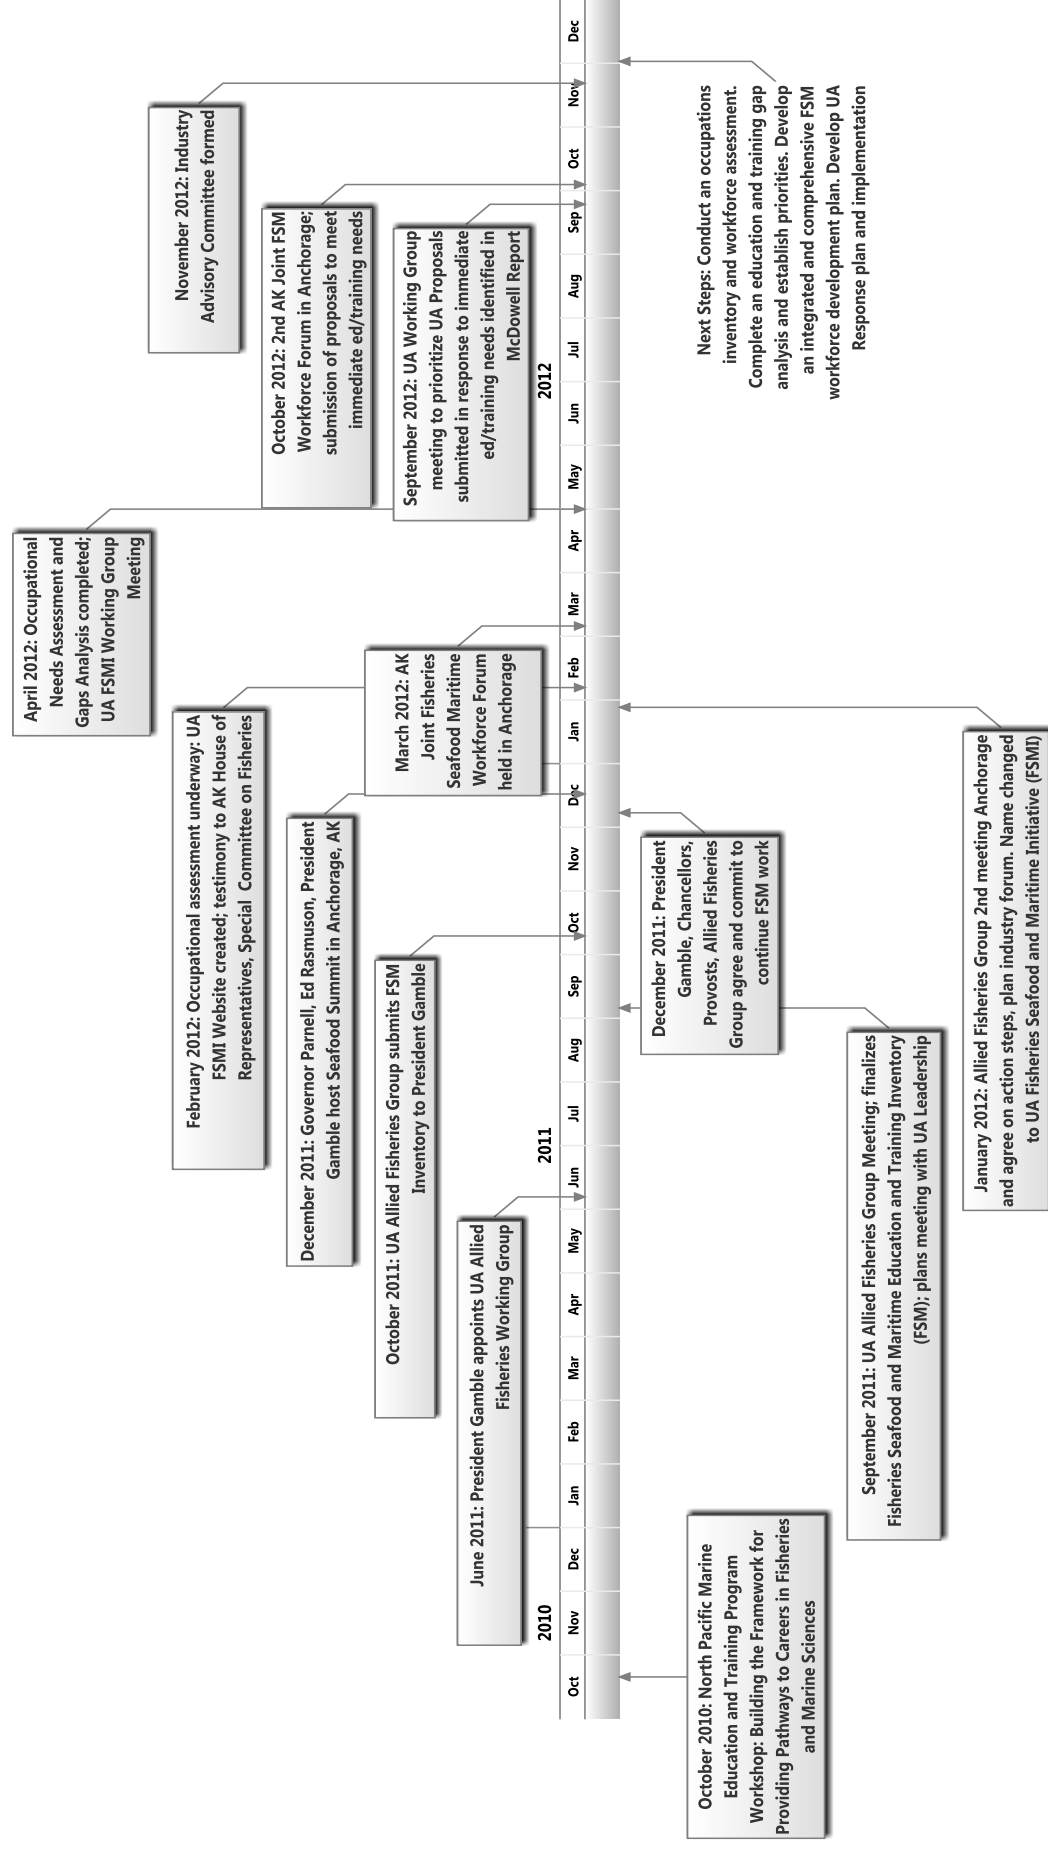 April 2012: Occupational
Needs Assessment and
Gaps Analysis completed;
UA FSMI Working Group
Meeting
November 2012: Industry
Advisory Committee formed
February 2012: Occupational assessment underway: UA
FSMI Website created; testimony to AK House of
Representatives, Special Committee on Fisheries
October 2012: 2nd AK Joint FSM
Workforce Forum in Anchorage;
submission of proposals to meet
immediate ed/training needs
December 2011: Governor Parnell, Ed Rasmuson, President
Gamble host Seafood Summit in Anchorage, AK
March 2012: AK
Joint Fisheries
Seafood Maritime
Workforce Forum
held in Anchorage
September 2012: UA Working Group
meeting to prioritize UA Proposals
submitted in response to immediate
ed/training needs identified in
McDowell Report
October 2011: UA Allied Fisheries Group submits FSM
Inventory to President Gamble
June 2011: President Gamble appoints UA Allied
Fisheries Working Group
2010 2011 2012
Oct Nov Dec Jan Feb Mar Apr May Jun Jul Aug Sep Oct Nov Dec Jan Feb Mar Apr May Jun Jul Aug Sep Oct Nov Dec
December 2011: President
Gamble, Chancellors,
Provosts, Allied Fisheries
Group agree and commit to
continue FSM work
October 2010: North Pacific Marine
Education and Training Program
Workshop: Building the Framework for
Providing Pathways to Careers in Fisheries
and Marine Sciences
Next Steps: Conduct an occupations
inventory and workforce assessment.
Complete an education and training gap
analysis and establish priorities. Develop
an integrated and comprehensive FSM
workforce development plan. Develop UA
Response plan and implementation
September 2011: UA Allied Fisheries Group Meeting; finalizes
Fisheries Seafood and Maritime Education and Training Inventory
(FSM); plans meeting with UA Leadership
January 2012: Allied Fisheries Group 2nd meeting Anchorage
and agree on action steps, plan industry forum. Name changed
to UA Fisheries Seafood and Maritime Initiative (FSMI)